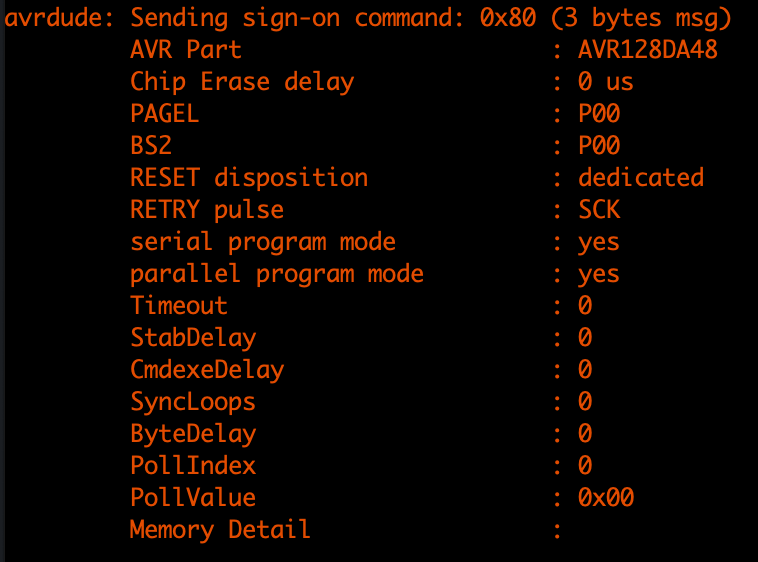 avrdude: Sending sign-on command: 0x80 (3 bytes msg)
AVR Part : AVR128DA48
Chip Erase delay : 0 us
PAGEL : P00
BS2 : P00
RESET disposition : dedicated
RETRY pulse : SCK
serial program mode : yes
parallel program mode : yes
Timeout : 0
StabDelay : 0
CmdexeDelay : 0
SyncLoops : 0
ByteDelay : 0
PollIndex : 0
PollValue : 0x00
Memory Detail :